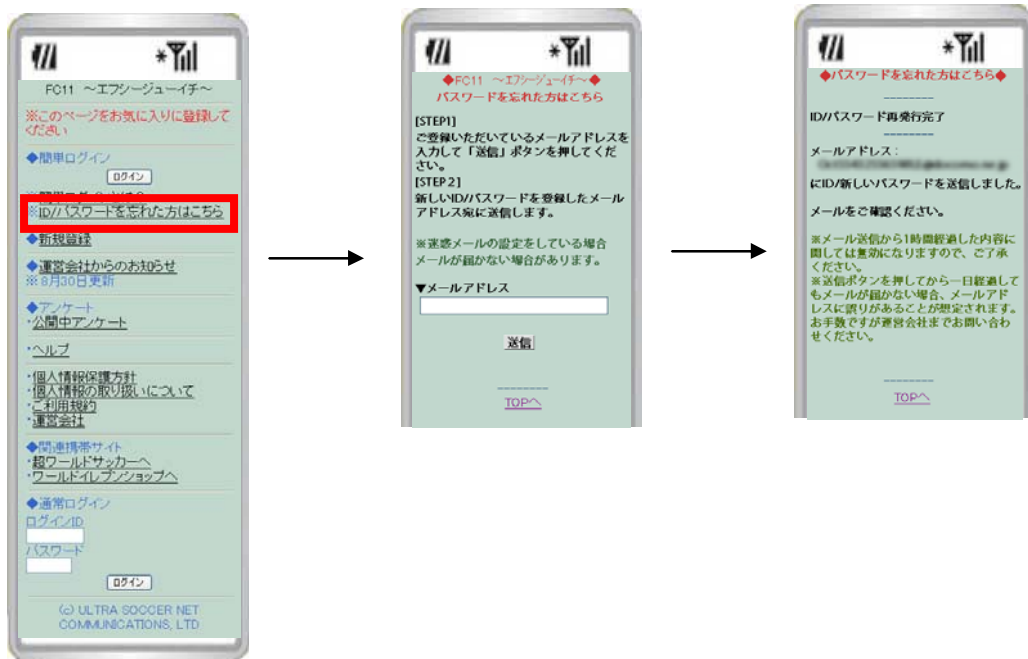 FC11 ～エフシージューイチ～
※このページをお気に入りに登録して
ください
◆簡単ログイン
ログイン
※ID/パスワードを忘れた方はこちら
◆新規登録
◆運営会社からのお知らせ
※8月30日更新
◆アンケート
・公開中アンケート
・ヘルプ
・個人情報保護方針
・個人情報の取り扱いについて
・ご利用規約
・運営会社
◆関連携帯サイト
・超ワールドサッカーへ
・ワールドイレブンショップへ
◆通常ログイン
ログインID
パスワード
ログイン
(c) ULTRA SOCCER NET
COMMUNICATIONS, LTD
◆FC11 ～エフシージューイチ～◆
パスワードを忘れた方はこちら
[STEP1]
ご登録いただいているメールアドレスを
入力して「送信」ボタンを押してくだ
さい。
[STEP2]
新しいID/パスワードを登録したメール
アドレス宛に送信します。
※迷惑メールの設定をしている場合
メールが届かない場合があります。
▼メールアドレス
送信
--------
TOPへ
◆パスワードを忘れた方はこちら◆
--------
ID/パスワード再発行完了
--------
メールアドレス：
にID/新しいパスワードを送信しました。
メールをご確認ください。
※メール送信から1時間経過した内容に
関しては無効になりますので、ご了承
ください。
※送信ボタンを押してから一日経過して
もメールが届かない場合、メールアド
レスに誤りがあることが想定されます。
お手数ですが運営会社までお問い合わ
せください。
--------
TOPへ